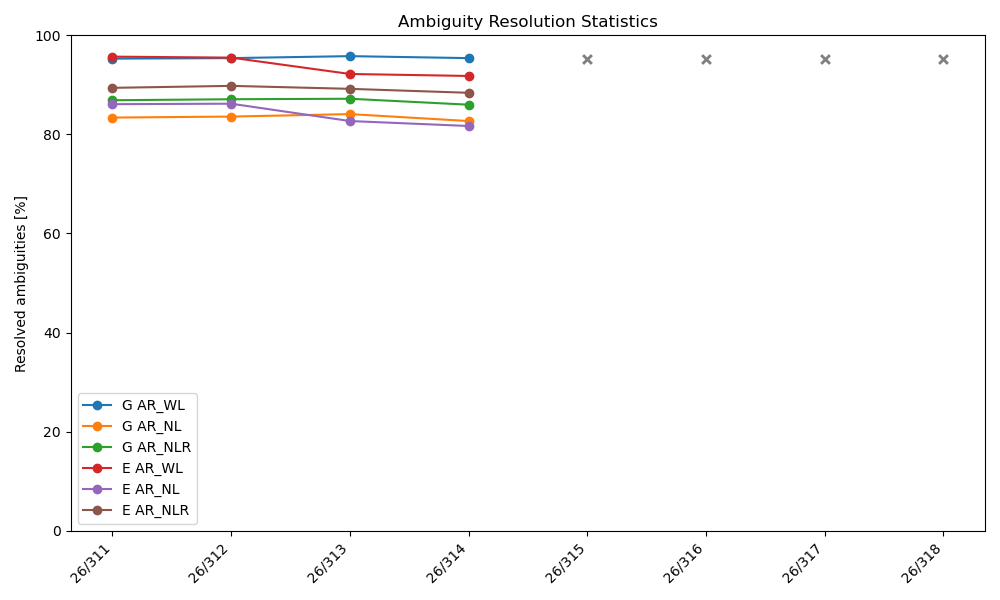 Ambiguity Resolution Statistics
Resolved ambiguities [%]
100
80
60
40
20
0
G AR_WL
G AR_NL
G AR_NLR
E AR_WL
E AR_NL
E AR_NLR
26/311
26/312
26/313
26/314
26/315
26/316
26/317
26/318